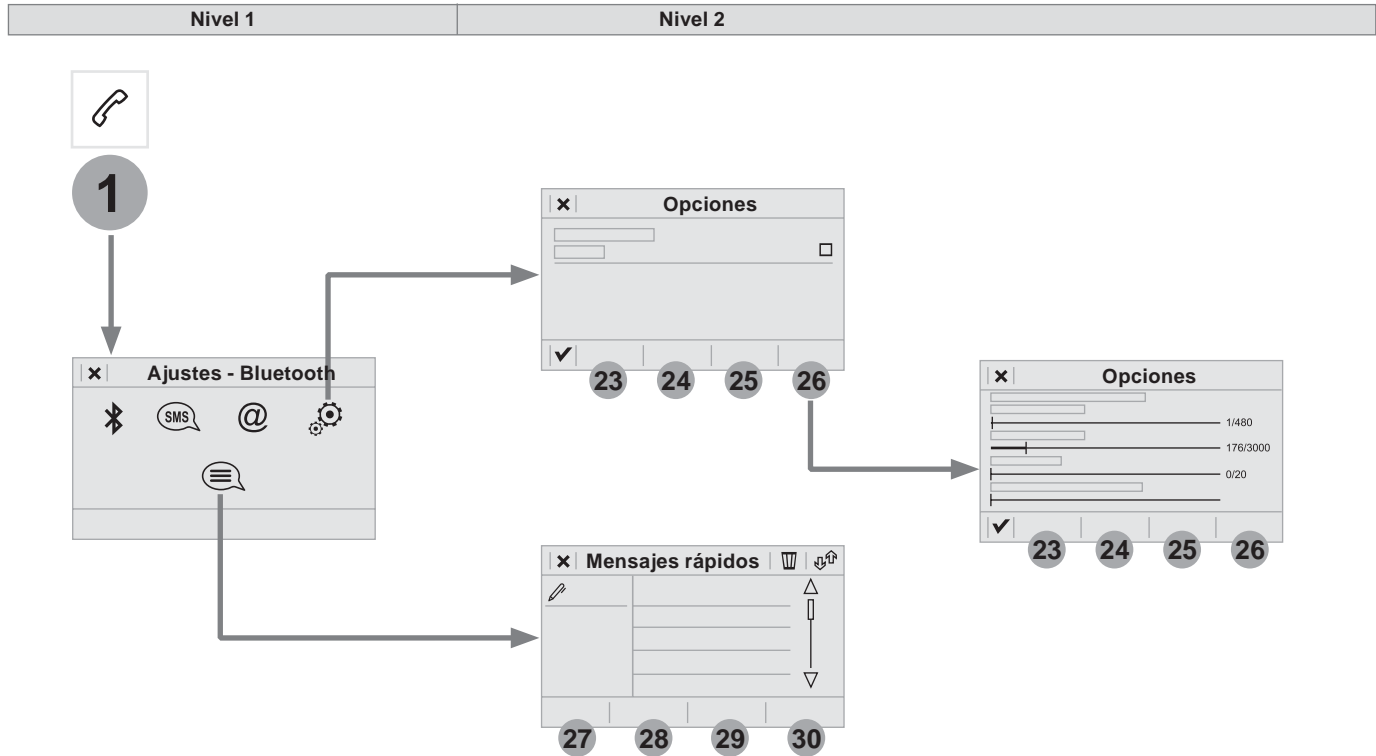 Nivel 1 Nivel 2
1
Opciones
23 24 25 26
Ajustes - Bluetooth
SMS @
Opciones
1/480
176/3000
0/20
23 24 25 26
Mensajes rápidos
27 28 29 30